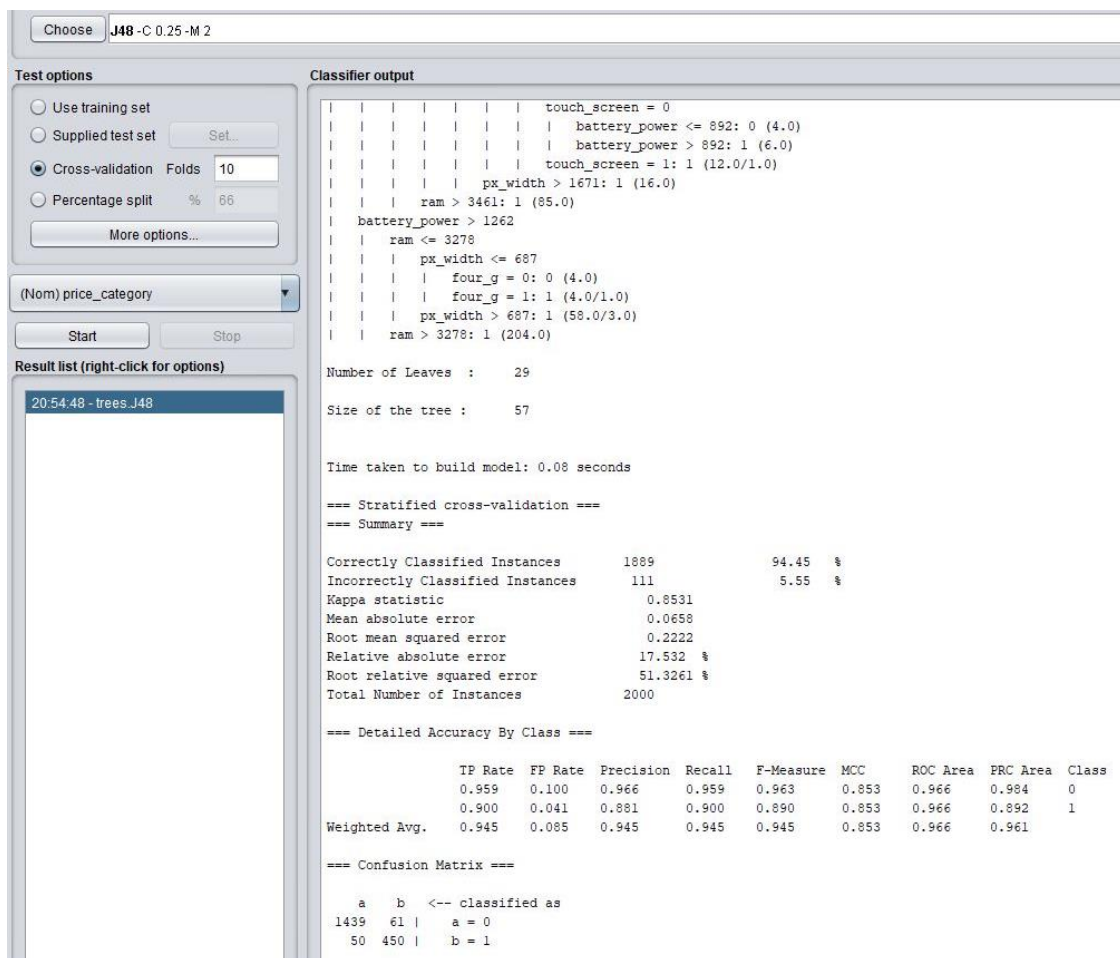 Choose J48 -C 0.25 -M 2
Test options
Use training set
Supplied test set Set...
Cross-validation Folds 10
Percentage split % 66
More options...
(Nom) price_category
Start Stop
Result list (right-click for options)
20:54:48 - trees.J48
Classifier output
| | | | | | | touch_screen = 0
| | | | | | | | battery_power <= 892: 0 (4.0)
| | | | | | | | battery_power > 892: 1 (6.0)
| | | | | | | touch_screen = 1: 1 (12.0/1.0)
| | | | | px_width > 1671: 1 (16.0)
| | | ram > 3461: 1 (85.0)
| battery_power > 1262
| | ram <= 3278
| | | px_width <= 687
| | | | four_g = 0: 0 (4.0)
| | | | four_g = 1: 1 (4.0/1.0)
| | | px_width > 687: 1 (58.0/3.0)
| | ram > 3278: 1 (204.0)
Number of Leaves : 29
Size of the tree : 57
Time taken to build model: 0.08 seconds
=== Stratified cross-validation ===
=== Summary ===
Correctly Classified Instances 1889 94.45 %
Incorrectly Classified Instances 111 5.55 %
Kappa statistic 0.8531
Mean absolute error 0.0658
Root mean squared error 0.2222
Relative absolute error 17.532 %
Root relative squared error 51.3261 %
Total Number of Instances 2000
=== Detailed Accuracy By Class ===
TP Rate FP Rate Precision Recall F-Measure MCC ROC Area PRC Area Class
0.959 0.100 0.966 0.959 0.963 0.853 0.966 0.984 0
0.900 0.041 0.881 0.900 0.890 0.853 0.966 0.892 1
Weighted Avg. 0.945 0.085 0.945 0.945 0.945 0.853 0.966 0.961
=== Confusion Matrix ===
a b <-- classified as
1439 61 | a = 0
50 450 | b = 1